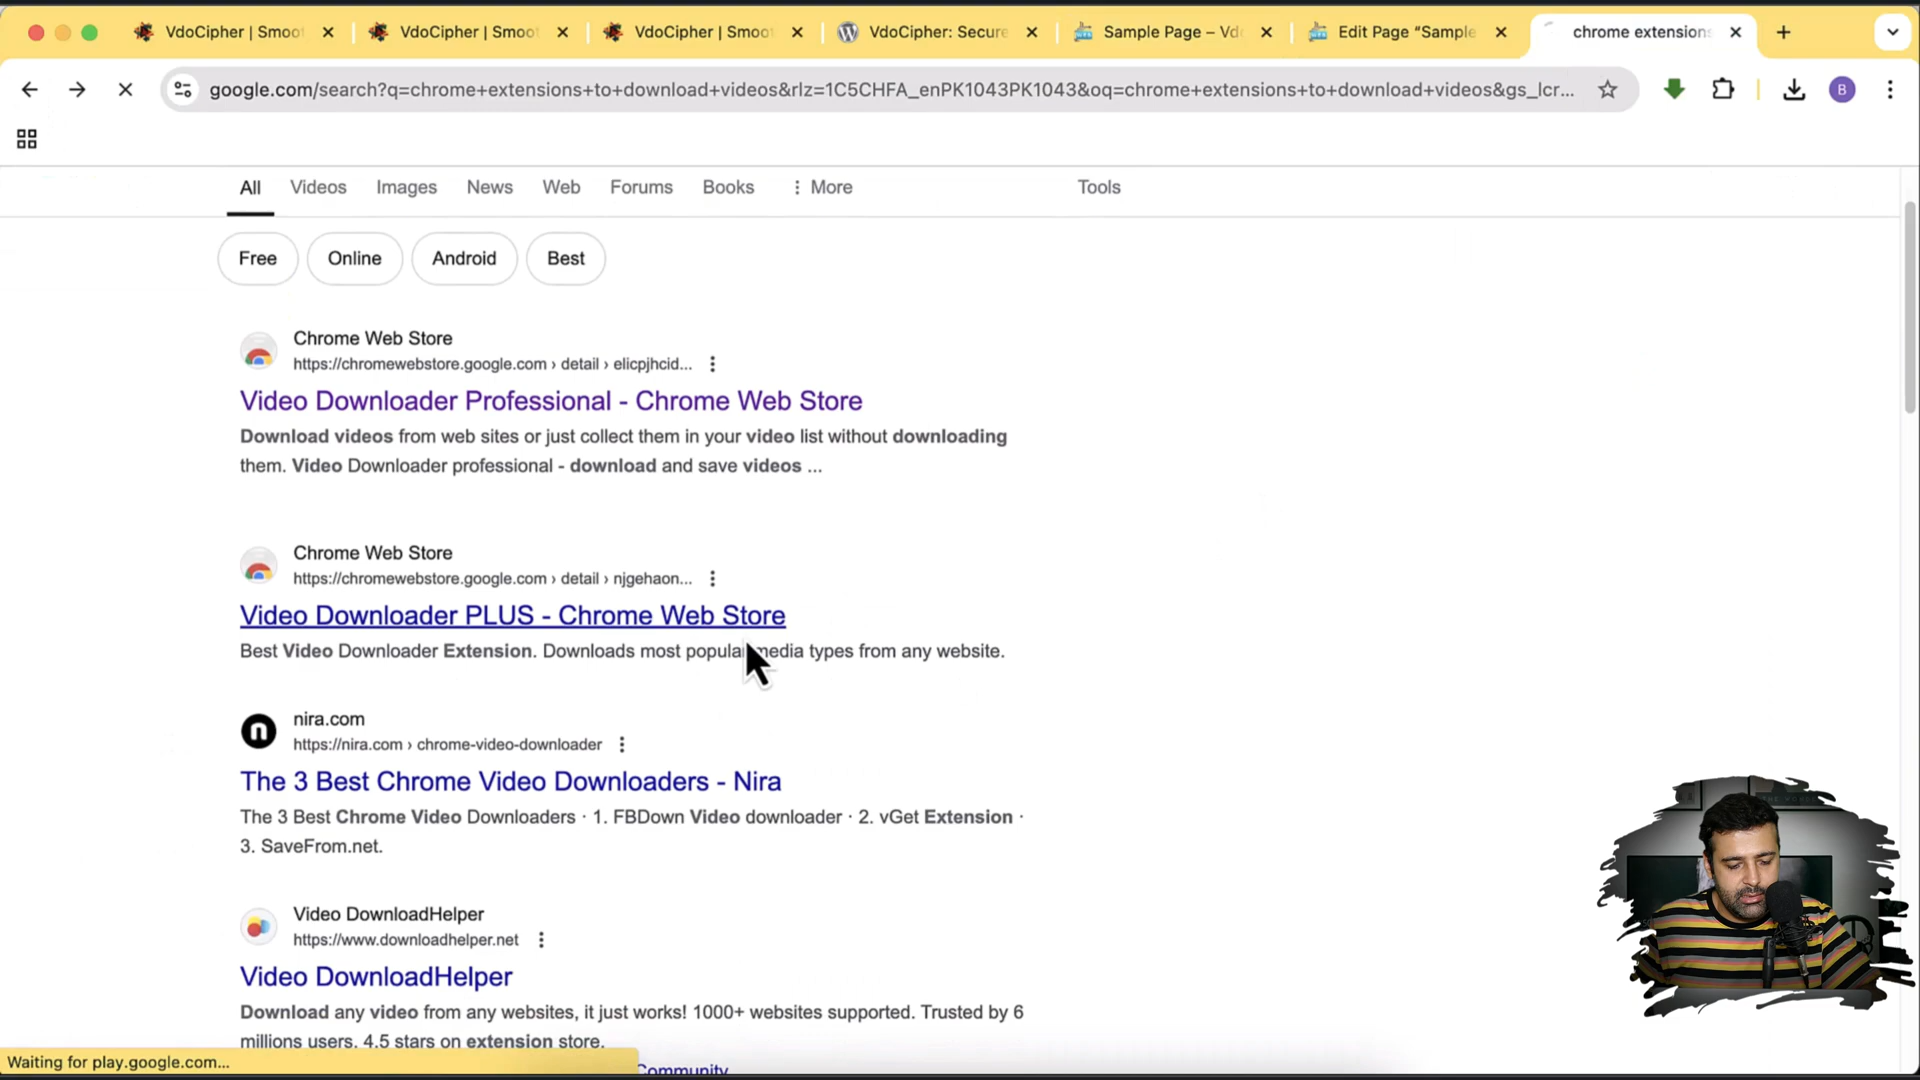 VdoCipher | Smoot
VdoCipher | Smoot
VdoCipher | Smoot
VdoCipher: Secure
Sample Page – Vd
Edit Page “Sample
chrome extensions
google.com/search?q=chrome+extensions+to+download+videos&rlz=1C5CHFA_enPK1043PK1043&oq=chrome+extensions+to+download+videos&gs_lcr...
B
All Videos Images News Web Forums Books More Tools
Free Online Android Best
Chrome Web Store
https://chromewebstore.google.com › detail › elicpjhcid...
Video Downloader Professional - Chrome Web Store
Download videos from web sites or just collect them in your video list without downloading
them. Video Downloader professional - download and save videos ...
Chrome Web Store
https://chromewebstore.google.com › detail › njgehaon...
Video Downloader PLUS - Chrome Web Store
Best Video Downloader Extension. Downloads most popular media types from any website.
nira.com
https://nira.com › chrome-video-downloader
The 3 Best Chrome Video Downloaders - Nira
The 3 Best Chrome Video Downloaders · 1. FBDown Video downloader · 2. vGet Extension ·
3. SaveFrom.net.
Video DownloadHelper
https://www.downloadhelper.net
Video DownloadHelper
Download any video from any websites, it just works! 1000+ websites supported. Trusted by 6
millions users. 4.5 stars on extension store.
Community
Waiting for play.google.com...